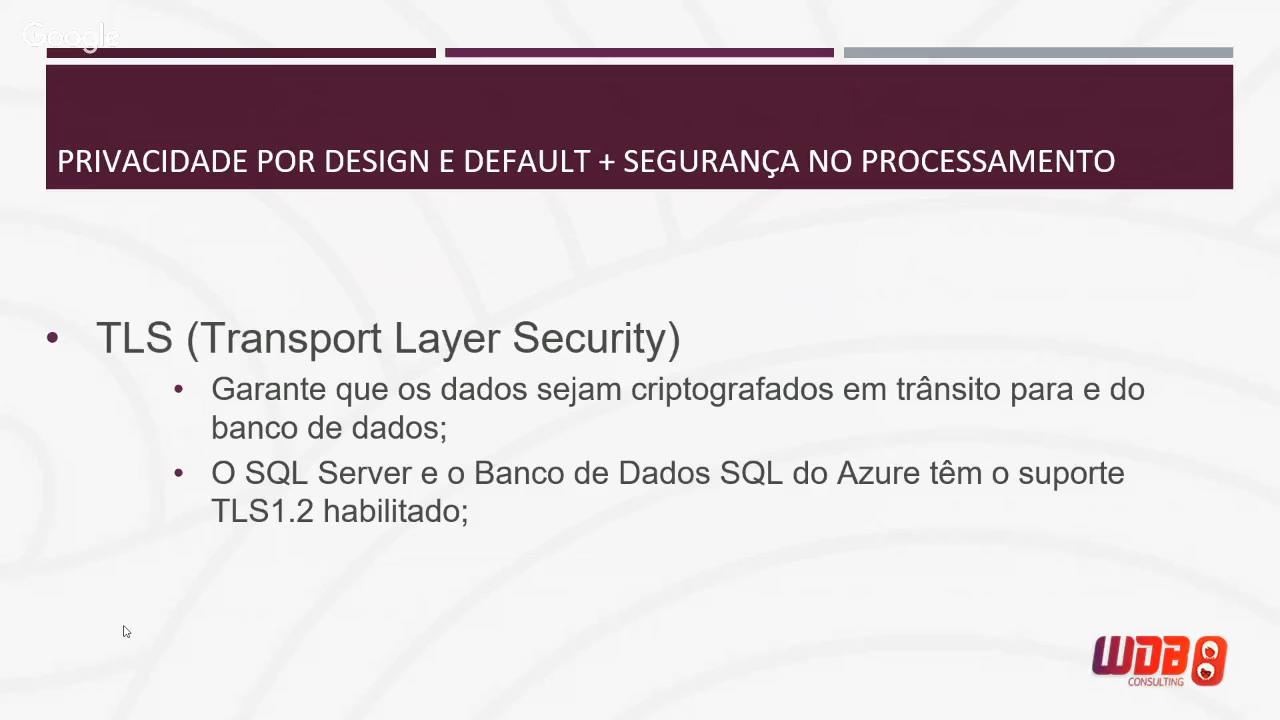 Google
PRIVACIDADE POR DESIGN E DEFAULT + SEGURANÇA NO PROCESSAMENTO
• TLS (Transport Layer Security)
• Garante que os dados sejam criptografados em trânsito para e do
banco de dados;
• O SQL Server e o Banco de Dados SQL do Azure têm o suporte
TLS1.2 habilitado;
WDB
CONSULTING